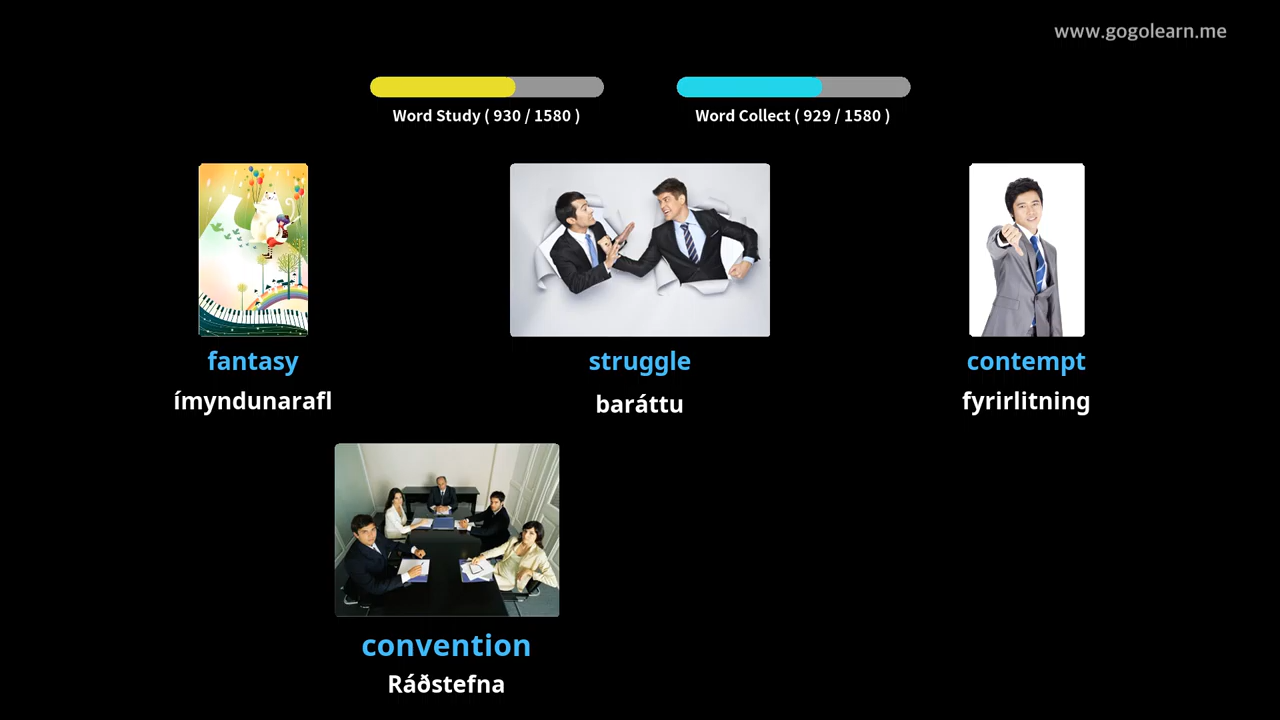 www.gogolearn.me
Word Study ( 930 / 1580 )
Word Collect ( 929 / 1580 )
fantasy
ímyndunarafl
struggle
baráttu
contempt
fyrirlitning
convention
Ráðstefna